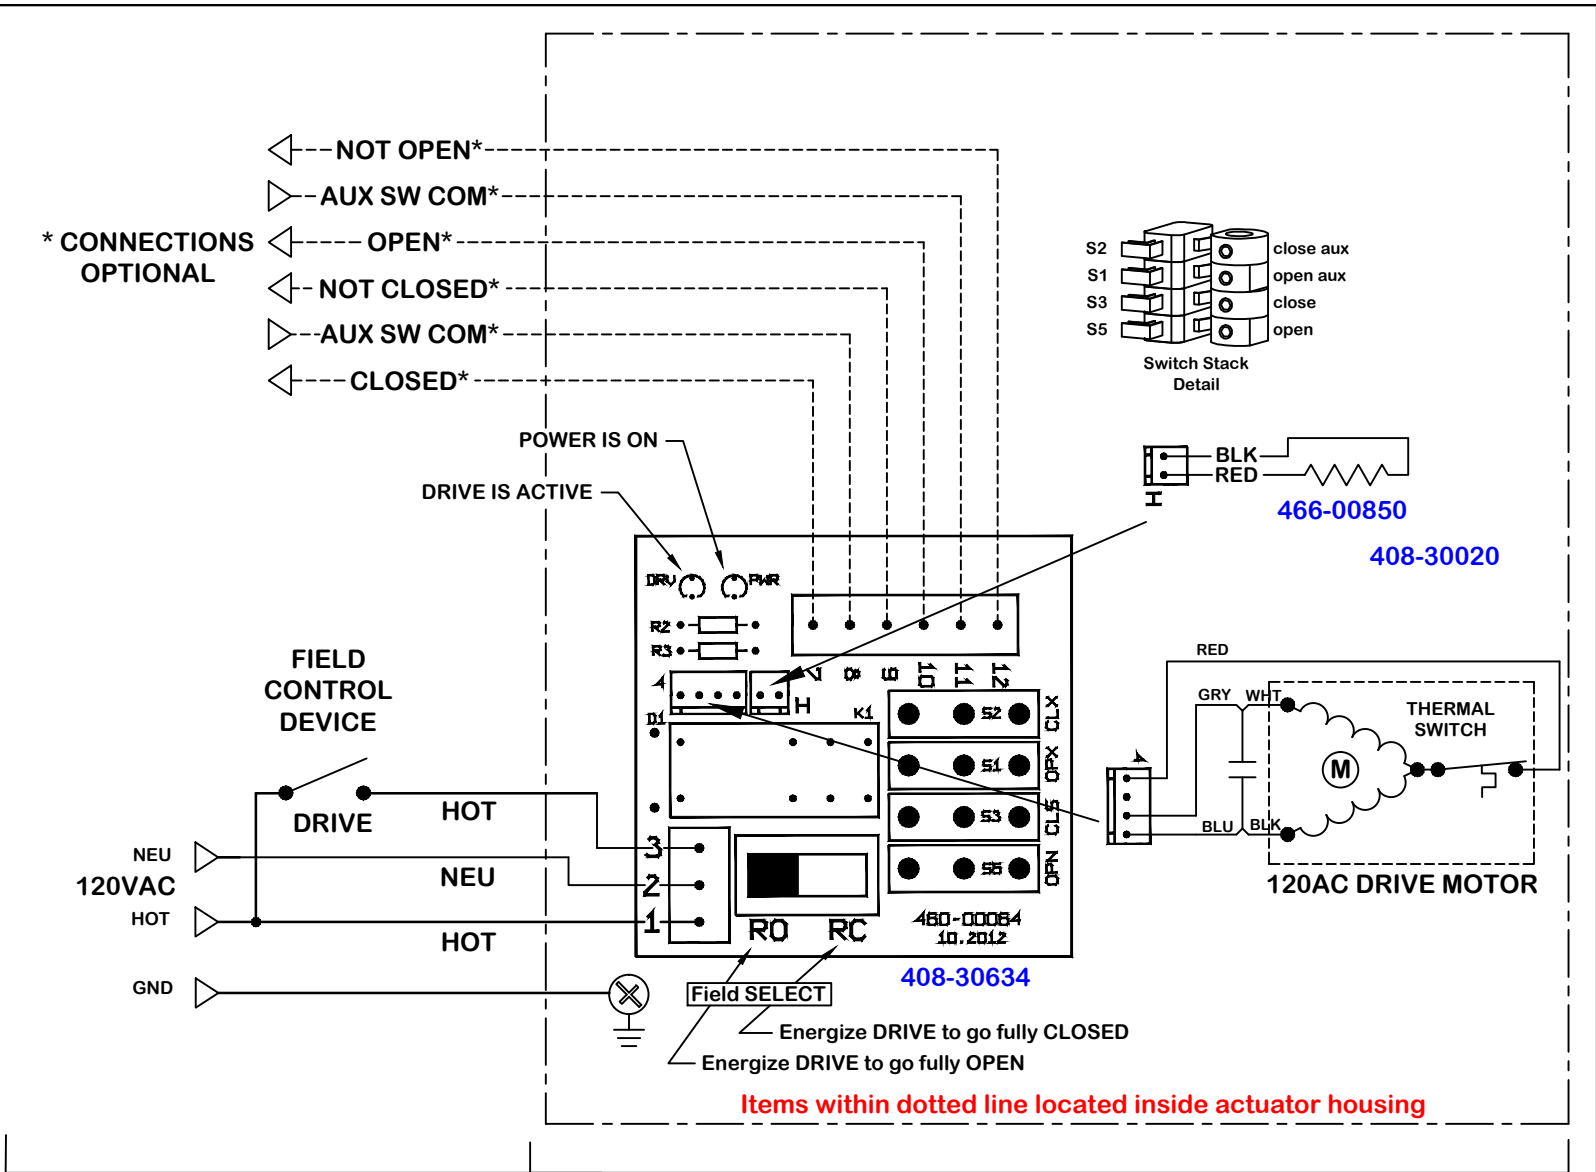 NOT OPEN*
AUX SW COM*
* CONNECTIONS
OPTIONAL
OPEN*
NOT CLOSED*
AUX SW COM*
CLOSED*
S2 close aux
S1 open aux
S3 close
S5 open
Switch Stack
Detail
POWER IS ON
DRIVE IS ACTIVE
BLK
RED
H
466-00850
408-30020
DRV
PWR
R2
R3
7 8 9 10 11 12
H
D1
K1
S2 CLX
S1 OPX
S3 CLS
S5 OPN
FIELD
CONTROL
DEVICE
DRIVE
HOT
NEU
120VAC
HOT
NEU
HOT
GND
3
2
1
RO RC
460-00064
10.2012
408-30634
Field SELECT
Energize DRIVE to go fully CLOSED
Energize DRIVE to go fully OPEN
RED
GRY WHT
THERMAL
SWITCH
M
BLU BLK
120AC DRIVE MOTOR
Items within dotted line located inside actuator housing